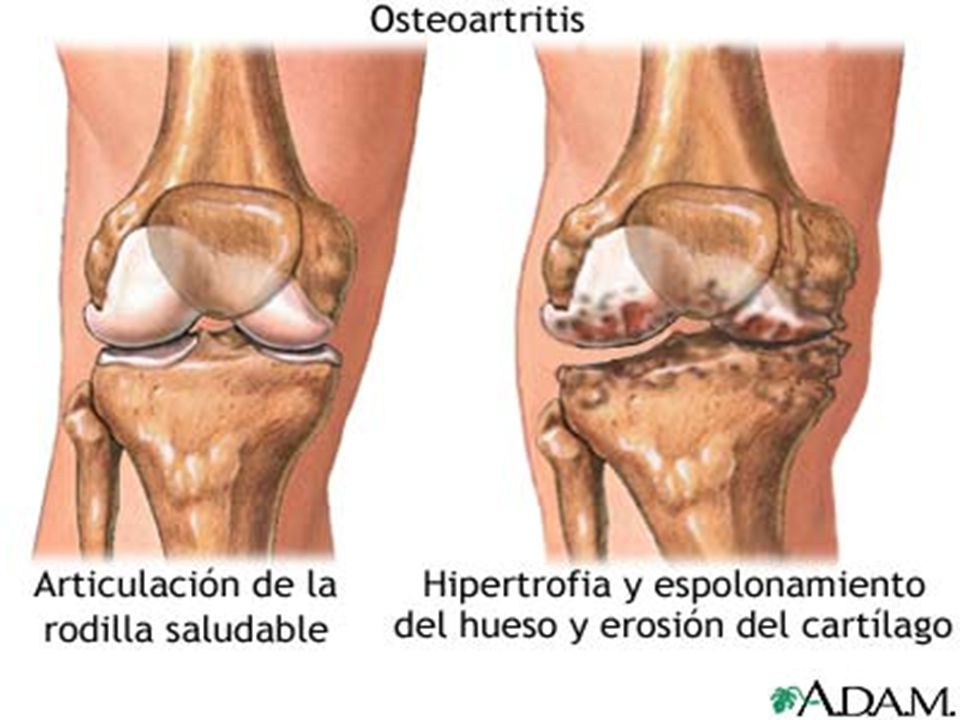 Osteoartritis
Articulación de la
rodilla saludable
Hipertrofia y espolonamiento
del hueso y erosión del cartílago
A.D.A.M.